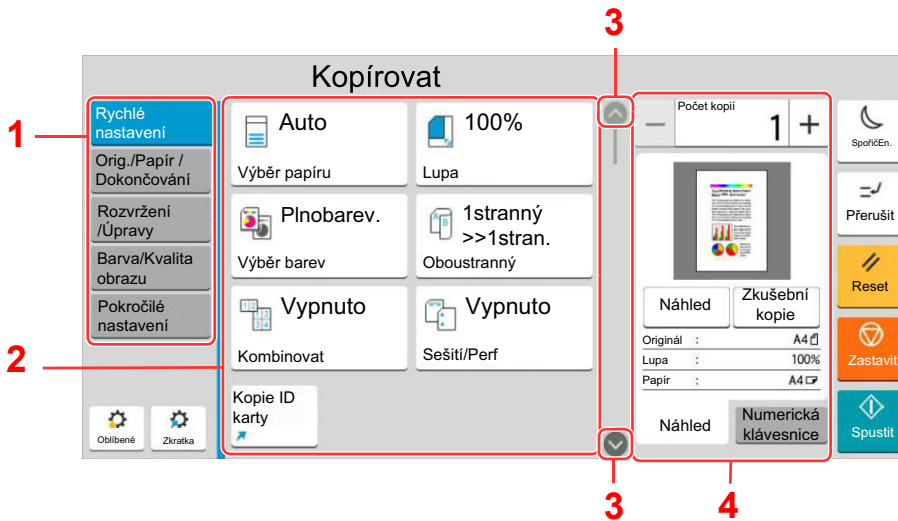 3
Kopírovat
1
Rychlé
nastavení
Orig./Papír /
Dokončování
Rozvržení
/Úpravy
Barva/Kvalita
obrazu
Pokročilé
nastavení
Oblíbené
Zkratka
2
Auto
Výběr papíru
100%
Lupa
Plnobarev.
Výběr barev
1stranný
>>1stran.
Oboustranný
Vypnuto
Kombinovat
Vypnuto
Sešití/Perf
Kopie ID
karty
3
Počet kopií
− 1 +
Náhled
Zkušební
kopie
Originál : A4
Lupa : 100%
Papír : A4
Náhled
Numerická
klávesnice
4
SpořičEn.
Přerušit
Reset
Zastavit
Spustit